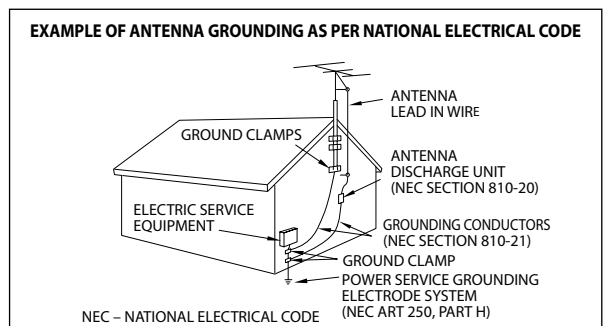 EXAMPLE OF ANTENNA GROUNDING AS PER NATIONAL ELECTRICAL CODE
ANTENNA
LEAD IN WIRE
GROUND CLAMPS
ANTENNA
DISCHARGE UNIT
(NEC SECTION 810-20)
ELECTRIC SERVICE
EQUIPMENT
GROUNDING CONDUCTORS
(NEC SECTION 810-21)
GROUND CLAMP
POWER SERVICE GROUNDING
ELECTRODE SYSTEM
(NEC ART 250, PART H)
NEC – NATIONAL ELECTRICAL CODE